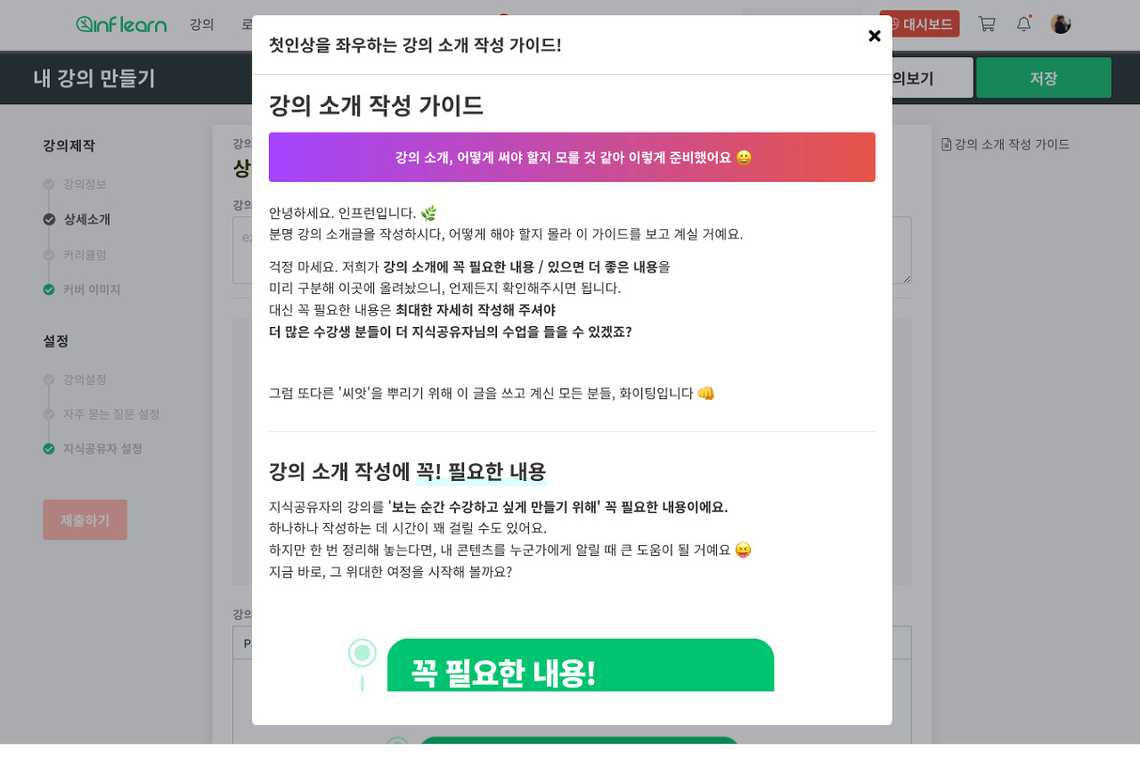 inflearn 강의
대시보드
첫인상을 좌우하는 강의 소개 작성 가이드!
내 강의 만들기
의보기
저장
강의 소개 작성 가이드
강의 소개, 어떻게 써야 할지 모를 것 같아 이렇게 준비했어요 😀
안녕하세요. 인프런입니다. 🌿
분명 강의 소개글을 작성하시다, 어떻게 해야 할지 몰라 이 가이드를 보고 계실 거예요.
걱정 마세요. 저희가 강의 소개에 꼭 필요한 내용 / 있으면 더 좋은 내용을
미리 구분해 이곳에 올려놨으니, 언제든지 확인해주시면 됩니다.
대신 꼭 필요한 내용은 최대한 자세히 작성해 주셔야
더 많은 수강생 분들이 더 지식공유자님의 수업을 들을 수 있겠죠?
그럼 또다른 '씨앗'을 뿌리기 위해 이 글을 쓰고 계신 모든 분들, 화이팅입니다 👊
강의 소개 작성에 꼭! 필요한 내용
지식공유자의 강의를 '보는 순간 수강하고 싶게 만들기 위해' 꼭 필요한 내용이에요.
하나하나 작성하는 데 시간이 꽤 걸릴 수도 있어요.
하지만 한 번 정리해 놓는다면, 내 콘텐츠를 누군가에게 알릴 때 큰 도움이 될 거예요 😝
지금 바로, 그 위대한 여정을 시작해 볼까요?
꼭 필요한 내용!
강의제작
강의정보
상세소개
커리큘럼
커버 이미지
설정
강의설정
자주 묻는 질문 설정
지식공유자 설정
제출하기
강의 소개 작성 가이드